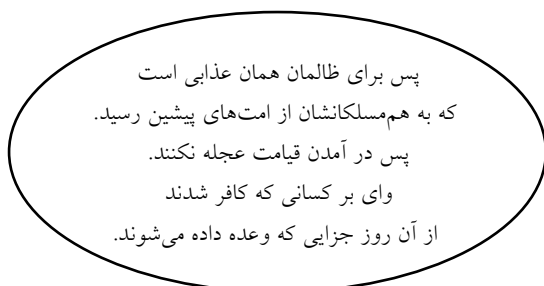 پس برای ظالمان همان عذابی است
که به هم‌مسلکانشان از امت‌های پیشین رسید.
پس در آمدن قیامت عجله نکنند.
وای بر کسانی که کافر شدند
از آن روز جزایی که وعده داده می‌شوند.